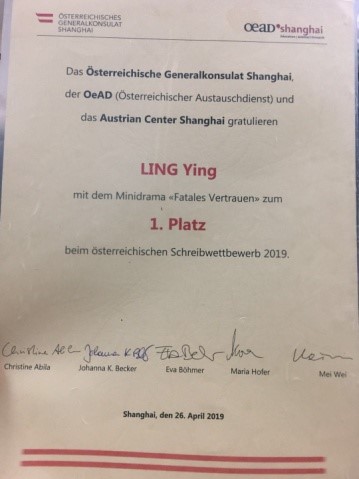 ÖSTERREICHISCHES
GENERALKONSULAT
SHANGHAI
OEAD shanghai
Das Österreichische Generalkonsulat Shanghai,
der OeAD (Österreichischer Austauschdienst) und
das Austrian Center Shanghai gratulieren
LING Ying
mit dem Minidrama «Fatales Vertrauen» zum
1. Platz
beim österreichischen Schreibwettbewerb 2019.
Christine Abila
Johanna K. Becker
Eva Böhmer
Maria Hofer
Mei Wei
Shanghai, den 26. April 2019